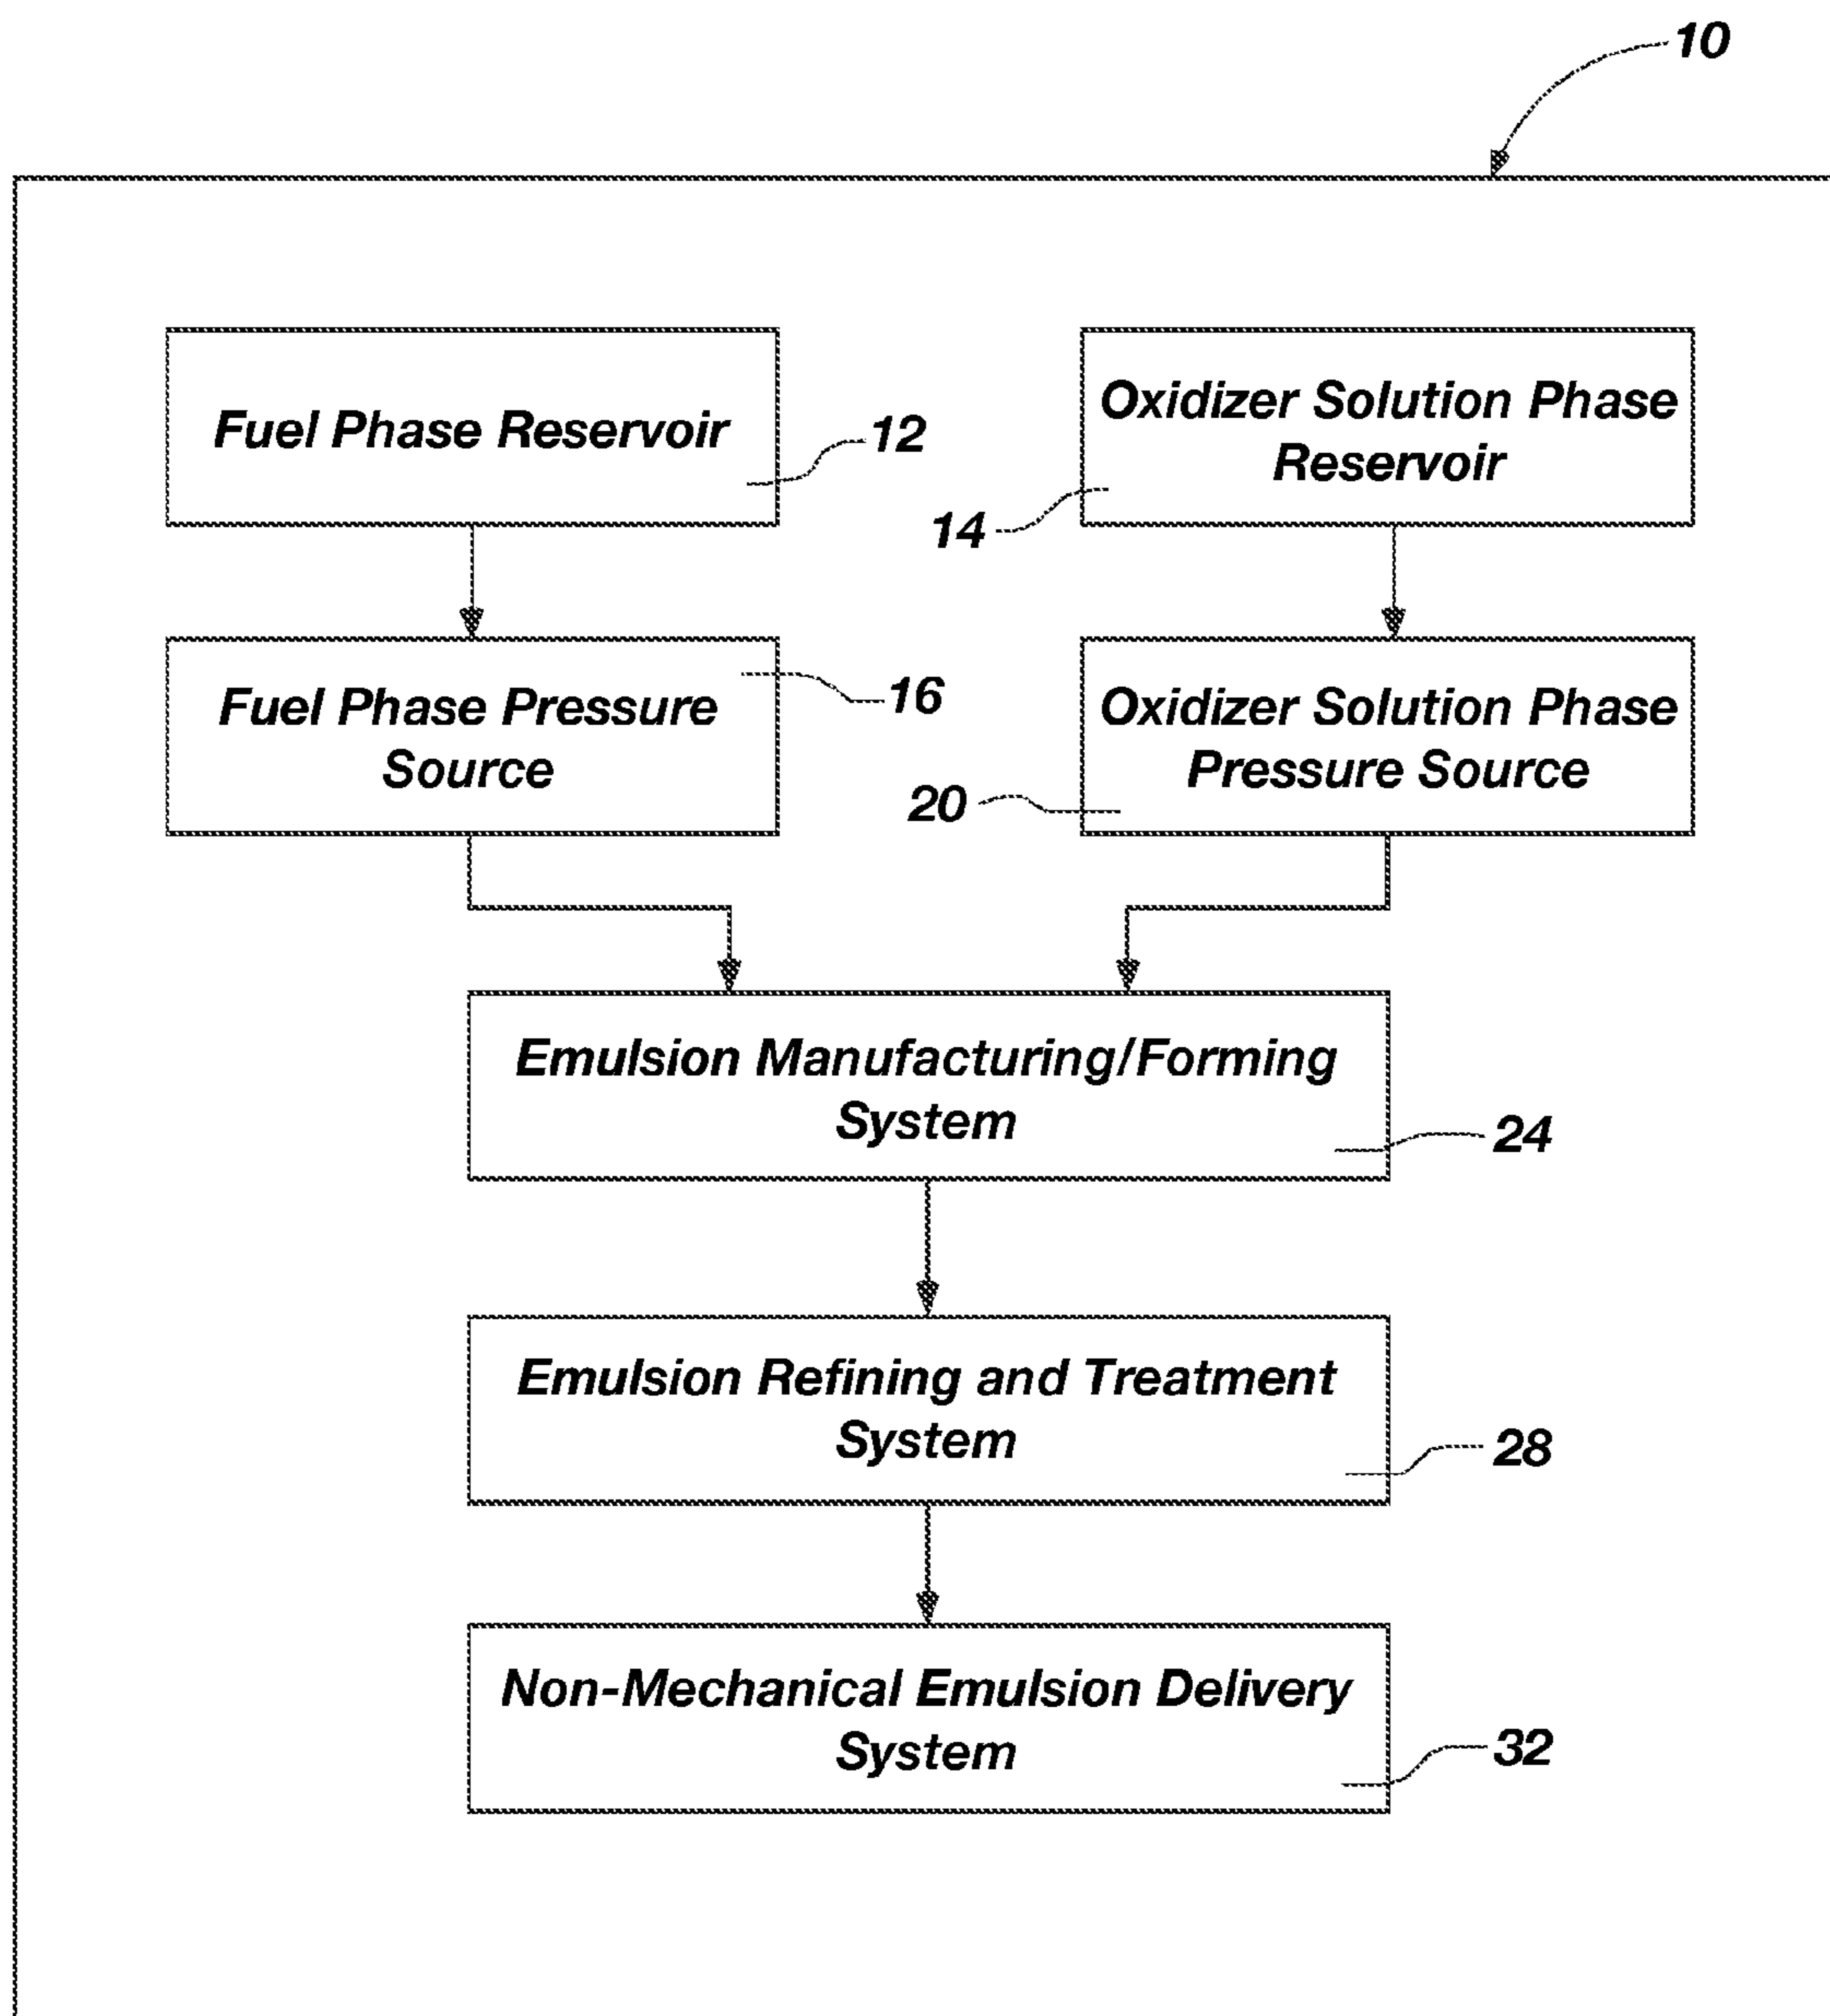 10
Fuel Phase Reservoir
12
Oxidizer Solution Phase
Reservoir
14
Fuel Phase Pressure
Source
16
Oxidizer Solution Phase
Pressure Source
20
Emulsion Manufacturing/Forming
System
24
Emulsion Refining and Treatment
System
28
Non-Mechanical Emulsion Delivery
System
32